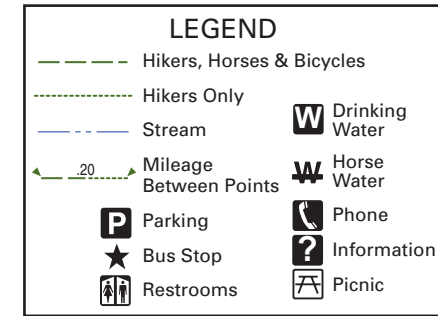 LEGEND
Hikers, Horses & Bicycles
Hikers Only
Stream
.20
Mileage
Between Points
P Parking
Bus Stop
Restrooms
W Drinking
Water
W Horse
Water
Phone
? Information
Picnic